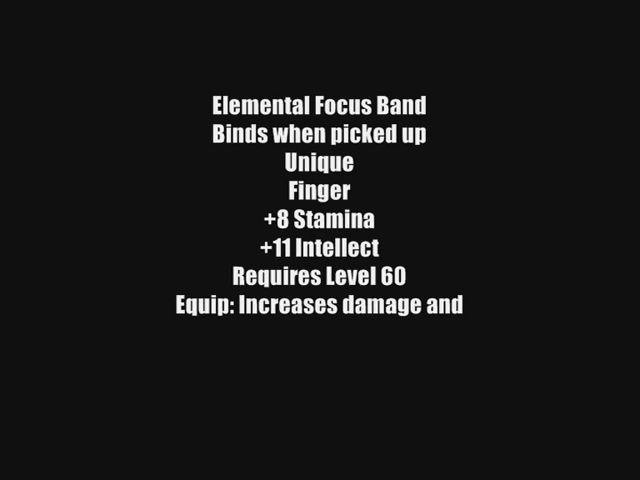 Elemental Focus Band
Binds when picked up
Unique
Finger
+8 Stamina
+11 Intellect
Requires Level 60
Equip: Increases damage and